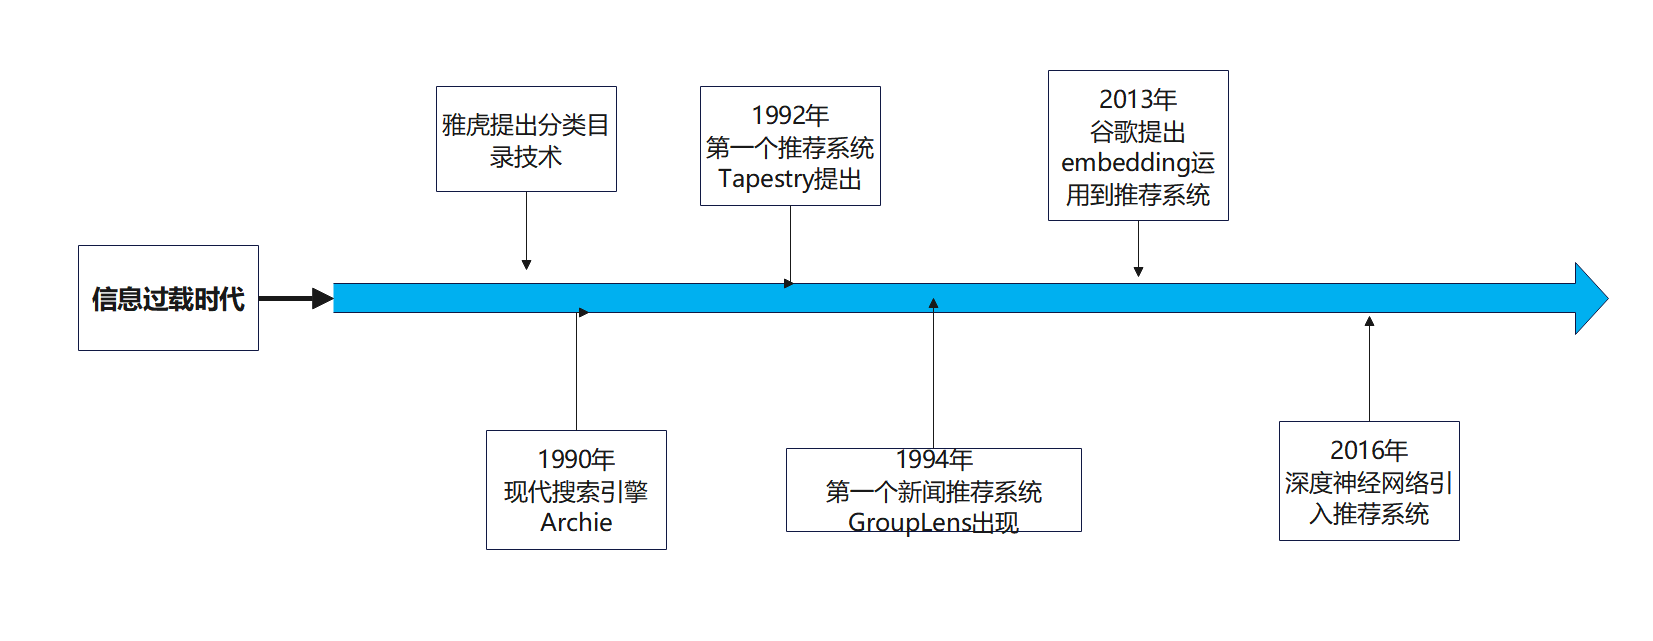 雅虎提出分类目
录技术
1992年
第一个推荐系统
Tapestry提出
2013年
谷歌提出
embedding运
用到推荐系统
信息过载时代
1990年
现代搜索引擎
Archie
1994年
第一个新闻推荐系统
GroupLens出现
2016年
深度神经网络引
入推荐系统